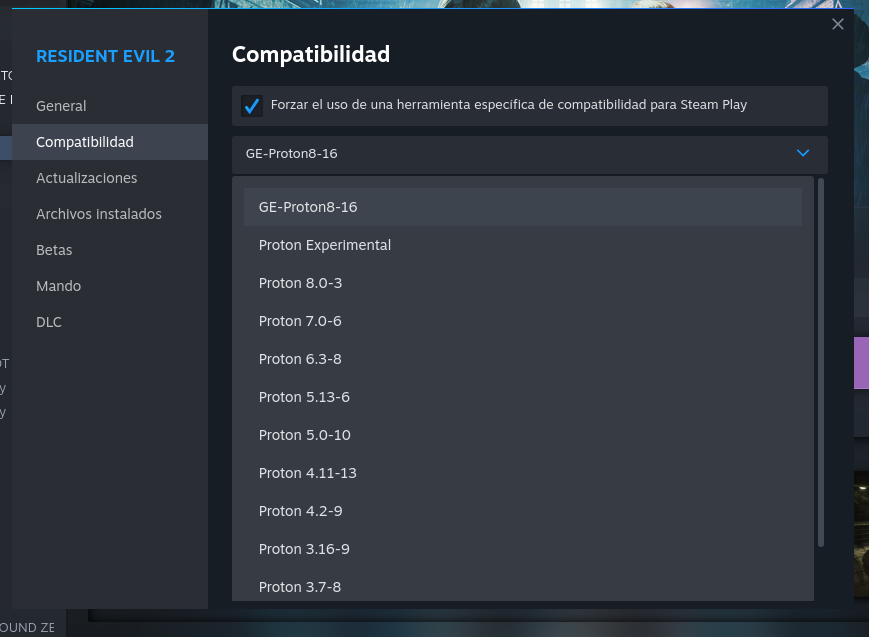 RESIDENT EVIL 2
General
Compatibilidad
Actualizaciones
Archivos instalados
Betas
Mando
DLC
Compatibilidad
Forzar el uso de una herramienta específica de compatibilidad para Steam Play
GE-Proton8-16
GE-Proton8-16
Proton Experimental
Proton 8.0-3
Proton 7.0-6
Proton 6.3-8
Proton 5.13-6
Proton 5.0-10
Proton 4.11-13
Proton 4.2-9
Proton 3.16-9
Proton 3.7-8
OUND ZE